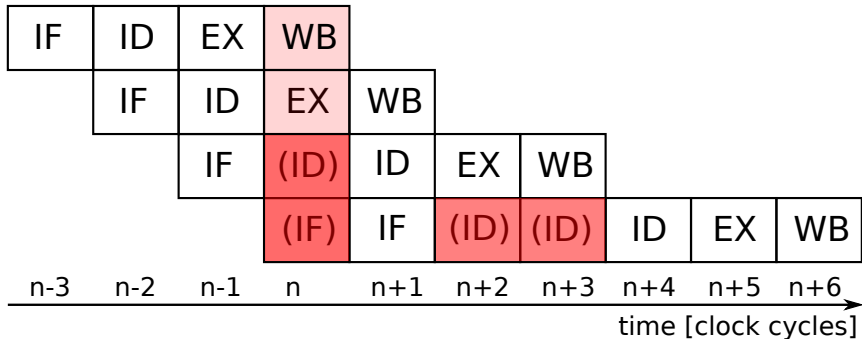 IF ID EX WB
IF ID EX WB
IF (ID) ID EX WB
(IF) IF (ID) (ID) ID EX WB
n-3 n-2 n-1 n n+1 n+2 n+3 n+4 n+5 n+6
time [clock cycles]